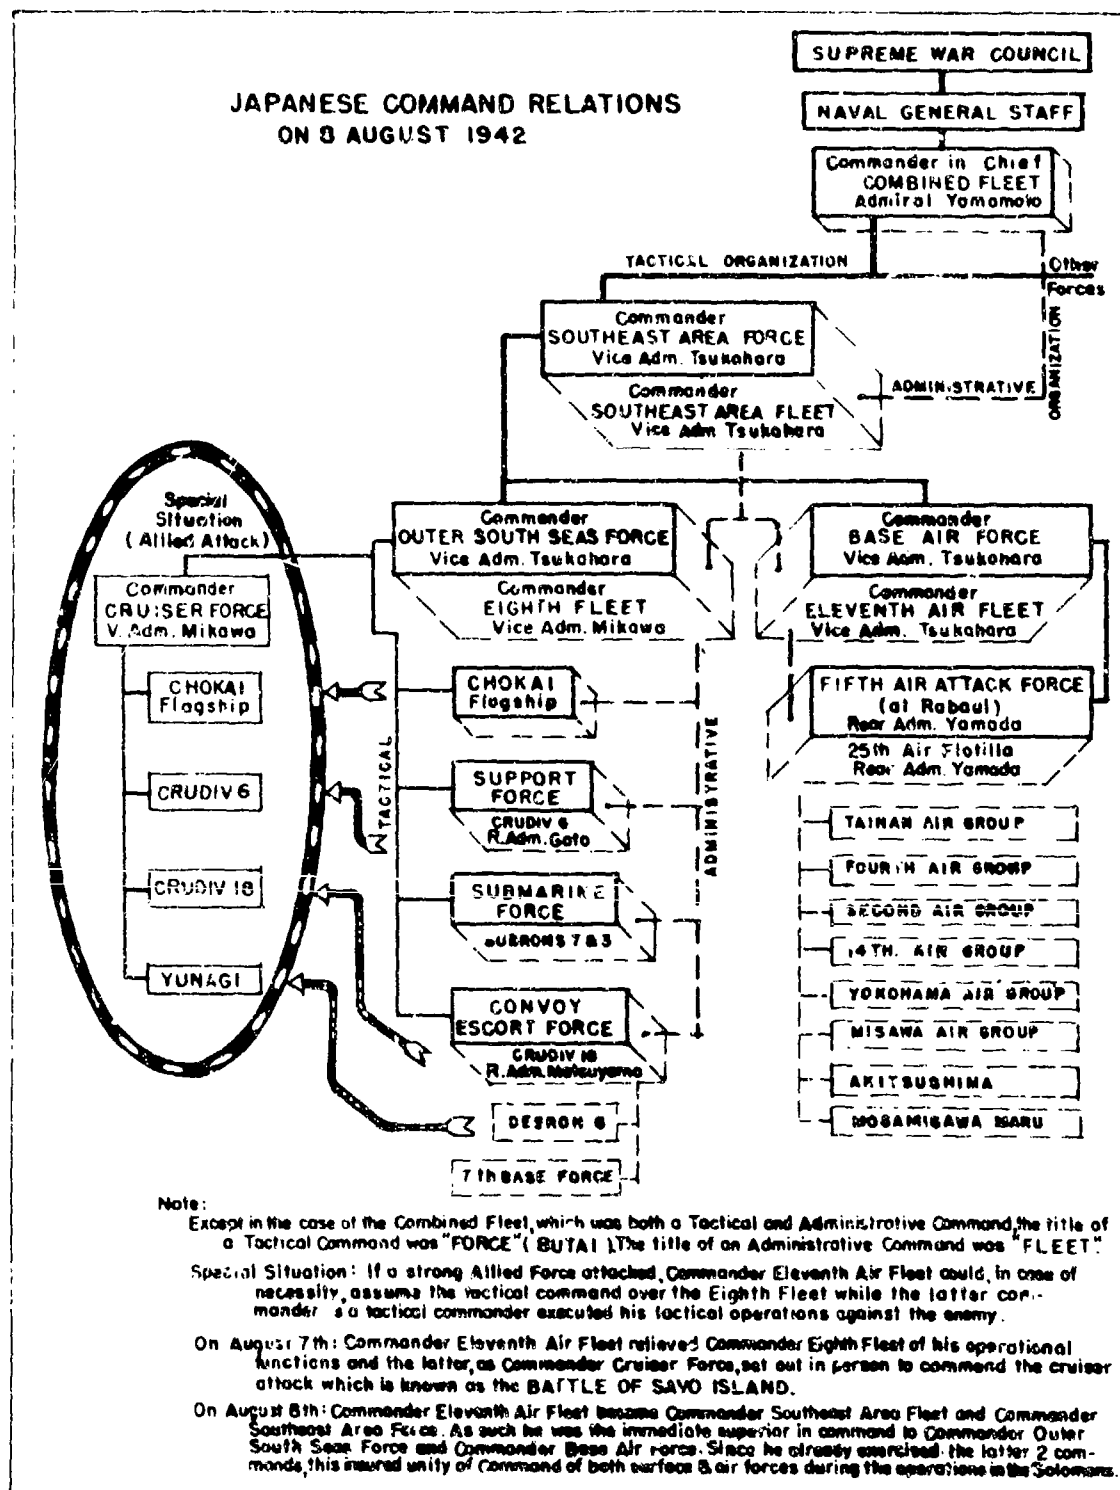 SUPREME WAR COUNCIL
JAPANESE COMMAND RELATIONS
ON 8 AUGUST 1942
NAVAL GENERAL STAFF
Commander in Chief
COMBINED FLEET
Admiral Yamamoto
TACTICAL ORGANIZATION
Other
Forces
Commander
SOUTHEAST AREA FORCE
Vice Adm. Tsukahara
ADMINISTRATIVE
ORGANIZATION
Commander
SOUTHEAST AREA FLEET
Vice Adm. Tsukahara
Special
Situation
(Allied Attack)
Commander
CRUISER FORCE
V. Adm. Mikawa
CHOKAI
Flagship
CRUDIV 6
CRUDIV 18
YUNAGI
Commander
OUTER SOUTH SEAS FORCE
Vice Adm. Tsukahara
Commander
EIGHTH FLEET
Vice Adm. Mikawa
TACTICAL
CHOKAI
Flagship
SUPPORT
FORCE
CRUDIV 6
R. Adm. Goto
SUBMARINE
FORCE
SUBRONS 7 & 3
CONVOY
ESCORT FORCE
CRUDIV 18
R. Adm. Matsuyama
DESRON 6
7th BASE FORCE
ADMINISTRATIVE
Commander
BASE AIR FORCE
Vice Adm. Tsukahara
Commander
ELEVENTH AIR FLEET
Vice Adm. Tsukahara
FIFTH AIR ATTACK FORCE
(at Rabaul)
Rear Adm. Yamada
25th Air Flotilla
Rear Adm. Yamada
TAINAN AIR GROUP
FOURTH AIR GROUP
SECOND AIR GROUP
14TH. AIR GROUP
YOKOHAMA AIR GROUP
MISAWA AIR GROUP
AKITSUSHIMA
MOGAMIGAWA MARU
Note:
Except in the case of the Combined Fleet, which was both a Tactical and Administrative Command, the title of
a Tactical Command was "FORCE" (BUTAI). The title of an Administrative Command was "FLEET".
Special Situation: If a strong Allied Force attacked, Commander Eleventh Air Fleet could, in case of
necessity, assume the tactical command over the Eighth Fleet while the latter com-
mander as a tactical commander executed his tactical operations against the enemy.
On August 7th: Commander Eleventh Air Fleet relieved Commander Eighth Fleet of his operational
functions and the latter, as Commander Cruiser Force, set out in person to command the cruiser
attack which is known as the BATTLE OF SAVO ISLAND.
On August 8th: Commander Eleventh Air Fleet became Commander Southeast Area Fleet and Commander
Southeast Area Force. As such he was the immediate superior in command to Commander Outer
South Seas Force and Commander Base Air Force. Since he already exercised the latter 2 com-
mands, this insured unity of Command of both surface & air forces during the operations in the Solomons.